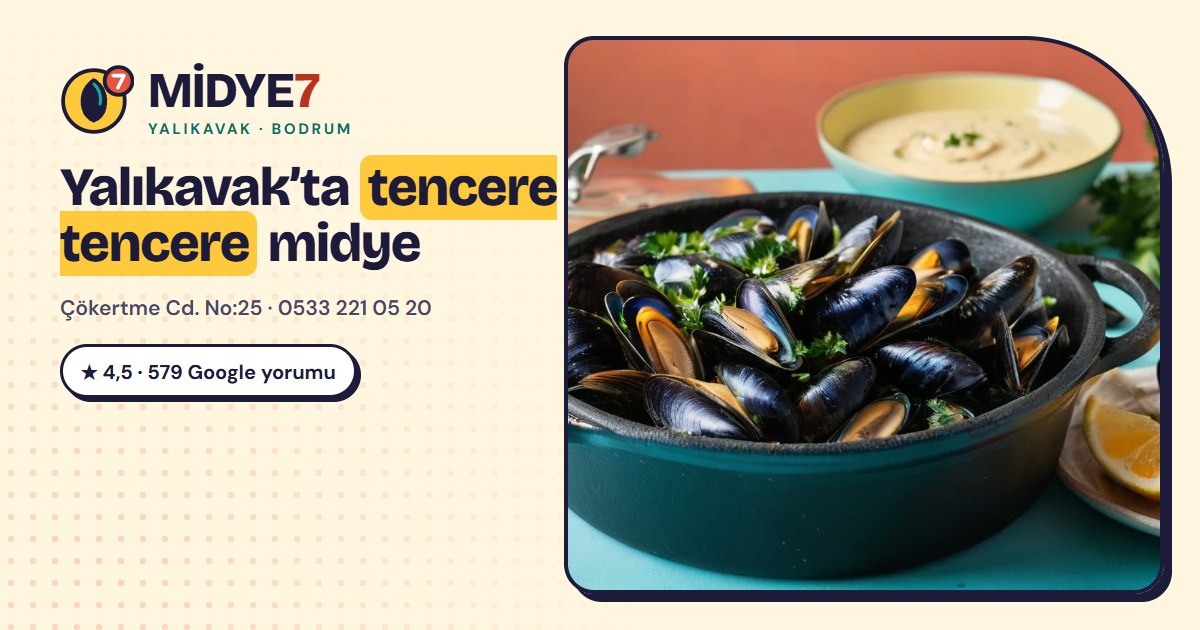 7
MİDYE7
YALIKAVAK · BODRUM
Yalıkavak’ta tencere
tencere midye
Çökertme Cd. No:25 · 0533 221 05 20
★ 4,5 · 579 Google yorumu